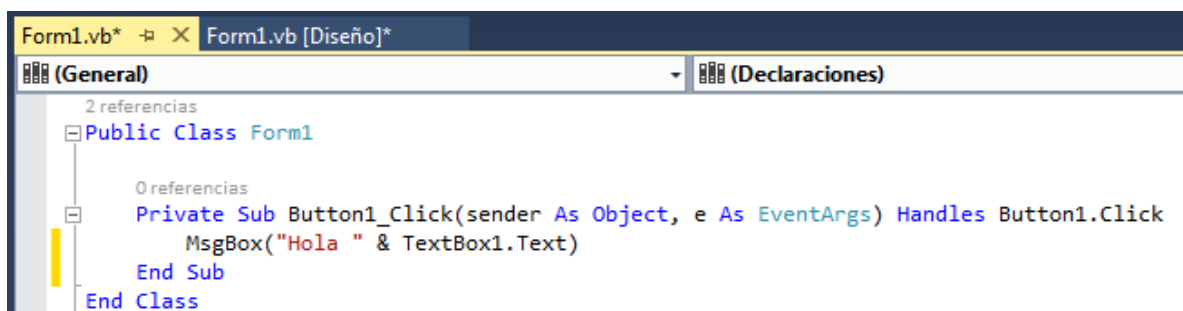 Form1.vb* Form1.vb [Diseño]*
(General) (Declaraciones)
2 referencias
Public Class Form1
0 referencias
Private Sub Button1_Click(sender As Object, e As EventArgs) Handles Button1.Click
MsgBox("Hola " & TextBox1.Text)
End Sub
End Class